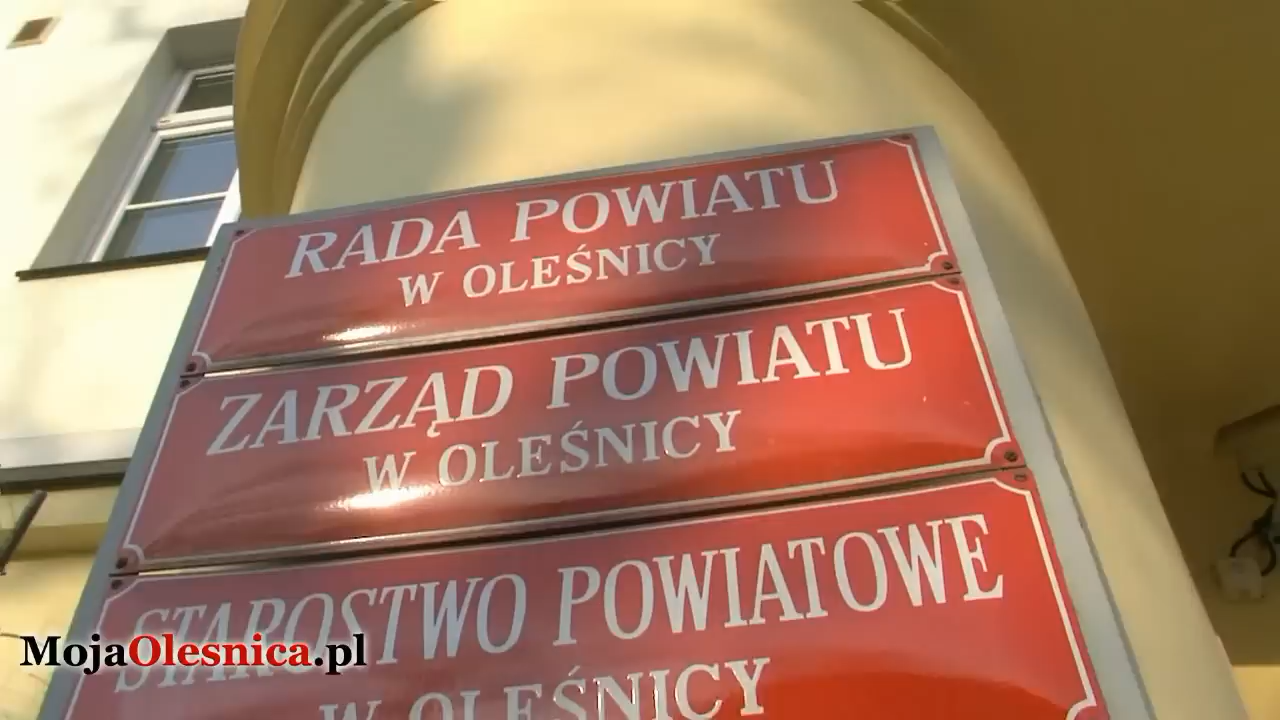 RADA POWIATU
W OLEŚNICY
ZARZĄD POWIATU
W OLEŚNICY
STAROSTWO POWIATOWE
W OLEŚNICY
MojaOlesnica.pl